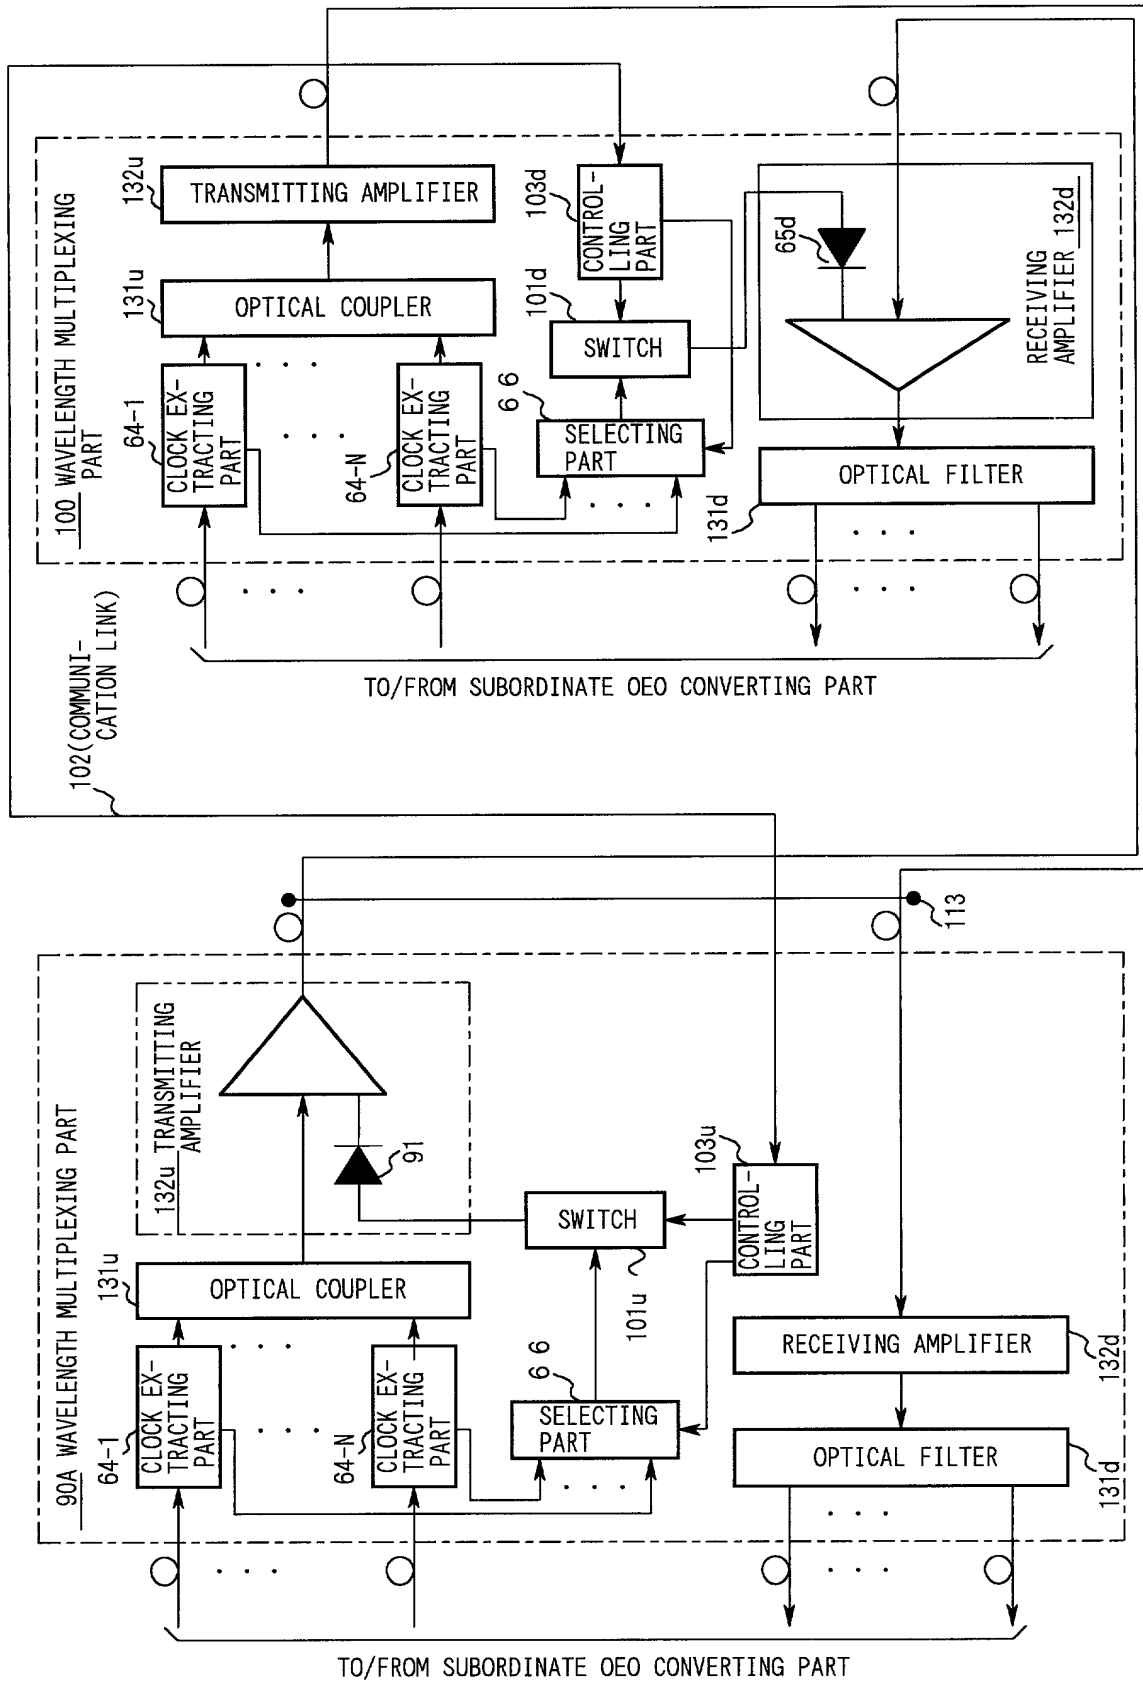 100 WAVELENGTH MULTIPLEXING
PART
132u
TRANSMITTING AMPLIFIER
131u
OPTICAL COUPLER
64-1
CLOCK EX-
TRACTING
PART
. . .
. . .
64-N
CLOCK EX-
TRACTING
PART
103d
CONTROL-
LING
PART
101d
SWITCH
66
SELECTING
PART
. . .
65d
RECEIVING
AMPLIFIER 132d
OPTICAL FILTER
131d
. . .
. . .
. . .
TO/FROM SUBORDINATE OEO CONVERTING PART
102(COMMUNI-
CATION LINK)
113
90A WAVELENGTH MULTIPLEXING PART
132u TRANSMITTING
AMPLIFIER
91
131u
OPTICAL COUPLER
64-1
CLOCK EX-
TRACTING
PART
. . .
. . .
64-N
CLOCK EX-
TRACTING
PART
103u
CONTROL-
LING
PART
SWITCH
101u
66
SELECTING
PART
. . .
RECEIVING AMPLIFIER
132d
OPTICAL FILTER
131d
. . .
. . .
. . .
TO/FROM SUBORDINATE OEO CONVERTING PART